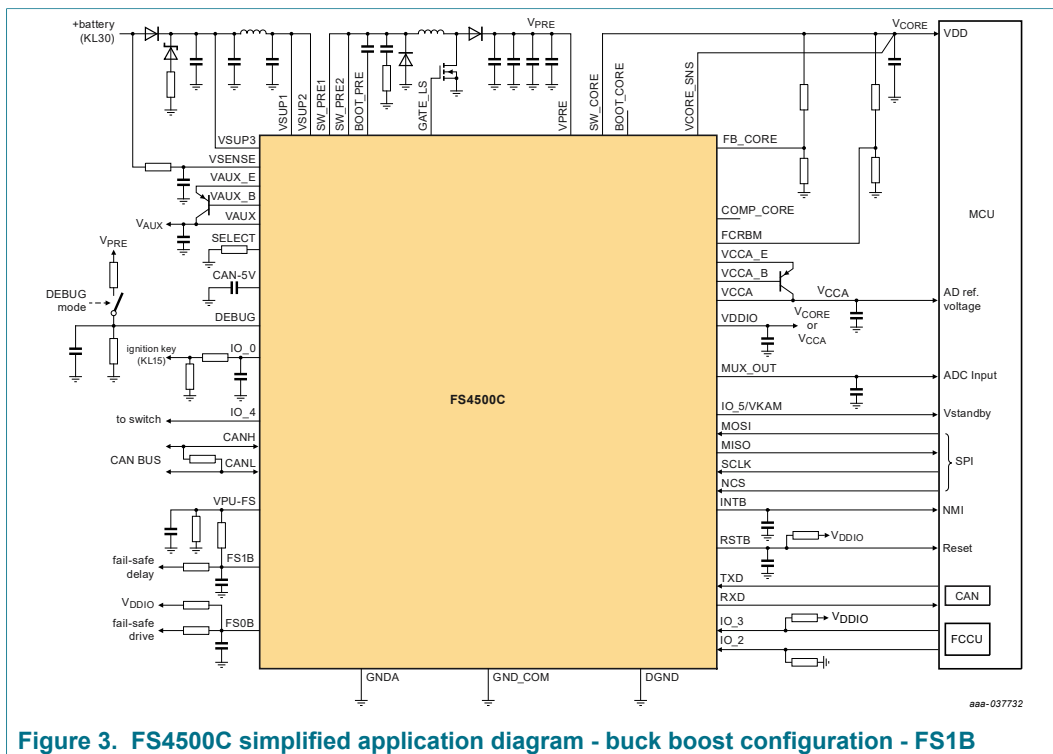 +battery
(KL30)
VPRE
VCORE
VDD
VSUP1
VSUP2
SW_PRE1
SW_PRE2
BOOT_PRE
GATE_LS
VPRE
SW_CORE
BOOT_CORE
VCORE_SNS
VSUP3
VSENSE
VAUX_E
VAUX_B
VAUX
VAUX
SELECT
VPRE
CAN-5V
DEBUG
mode
DEBUG
ignition key
(KL15)
IO_0
to switch
IO_4
CANH
CAN BUS
CANL
VPU-FS
fail-safe
delay
FS1B
VDDIO
fail-safe
drive
FS0B
FS4500C
GNDA
GND_COM
DGND
FB_CORE
COMP_CORE
FCRBM
VCCA_E
VCCA_B
VCCA
VCCA
VDDIO
VCORE
or
VCCA
MUX_OUT
IO_5/VKAM
MOSI
MISO
SCLK
NCS
INTB
RSTB
VDDIO
TXD
RXD
IO_3
VDDIO
IO_2
MCU
AD ref.
voltage
ADC Input
Vstandby
SPI
NMI
Reset
CAN
FCCU
aaa-037732
Figure 3. FS4500C simplified application diagram - buck boost configuration - FS1B